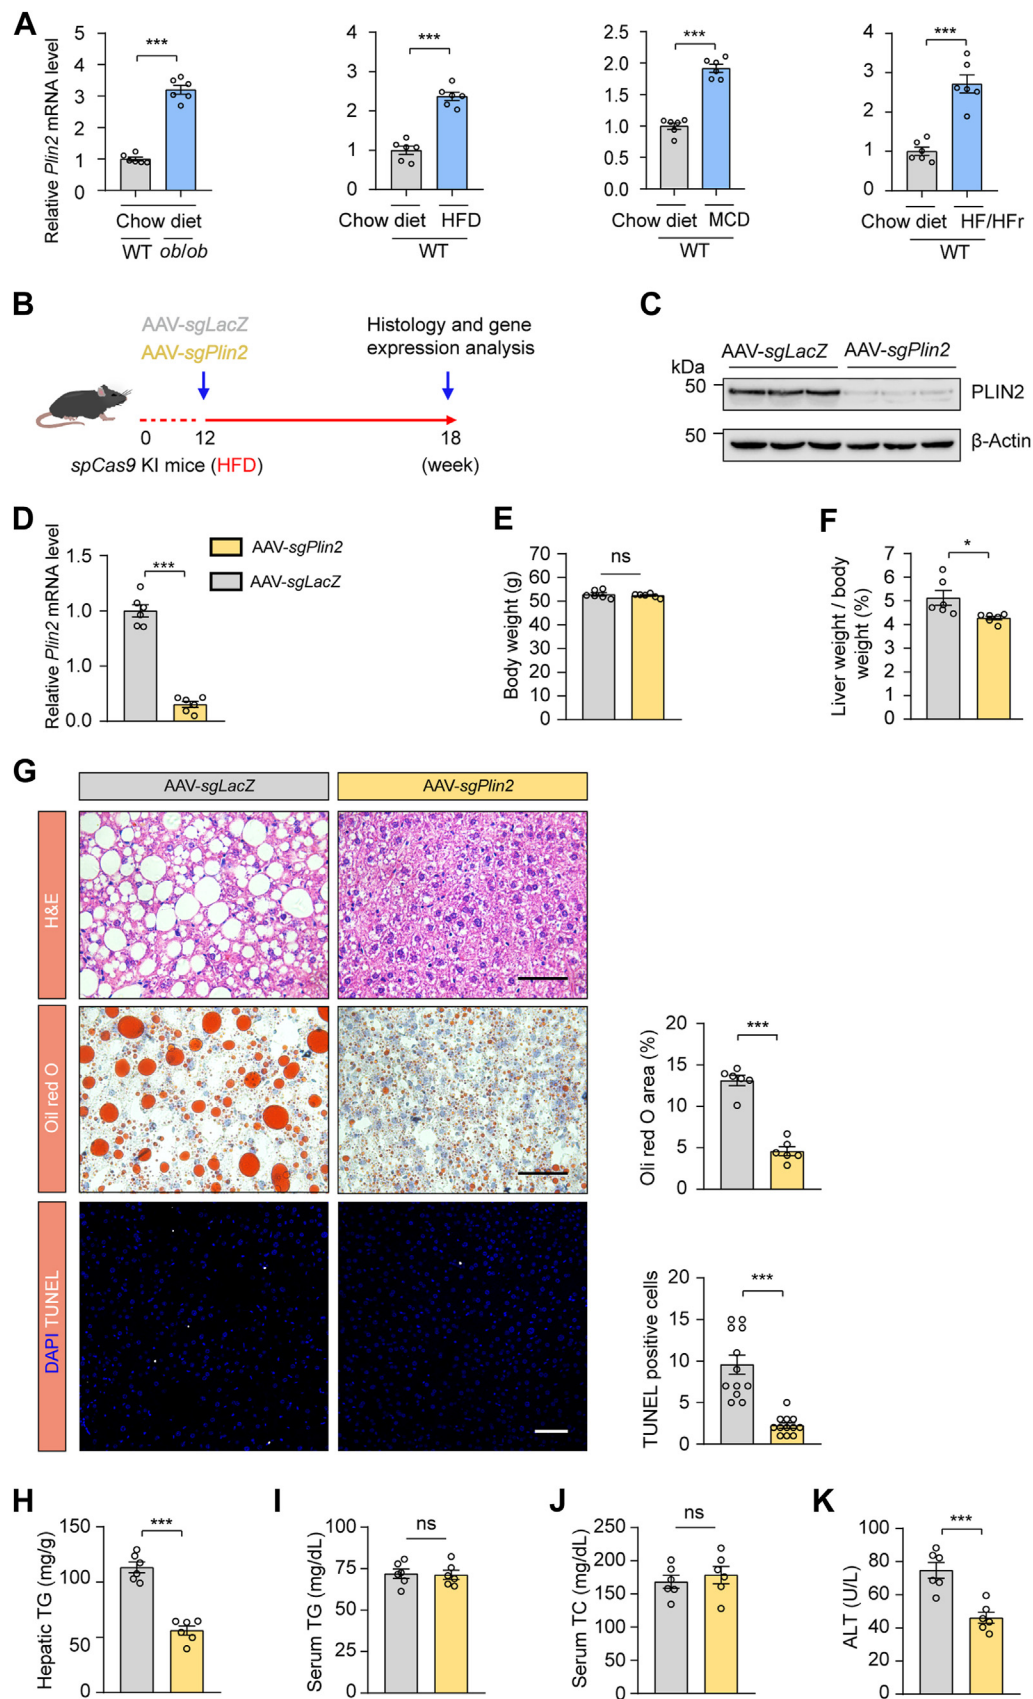 A
Relative Plin2 mRNA level
5
4
3
2
1
0
***
Chow diet
WT ob/ob
4
3
2
1
0
***
Chow diet HFD
WT
2.5
2.0
1.5
1.0
0.5
0.0
***
Chow diet MCD
WT
4
3
2
1
0
***
Chow diet HF/HFr
WT
B
AAV-sgLacZ
AAV-sgPlin2
Histology and gene
expression analysis
0 12 18
spCas9 KI mice (HFD) (week)
C
AAV-sgLacZ AAV-sgPlin2
kDa
50 PLIN2
50 β-Actin
D
Relative Plin2 mRNA level
1.5
1.0
1.0
0.0
***
AAV-sgPlin2
AAV-sgLacZ
E
Body weight (g)
70
60
50
40
30
20
10
0
ns
F
Liver weight / body
weight (%)
7
6
5
4
3
2
1
0
*
G
AAV-sgLacZ AAV-sgPlin2
H&E
Oil red O
DAPI TUNEL
Oli red O area (%)
20
15
10
5
0
***
TUNEL positive cells
20
15
10
5
0
***
H
Hepatic TG (mg/g)
150
100
50
0
***
I
Serum TG (mg/dL)
100
75
50
25
0
ns
J
Serum TC (mg/dL)
250
200
150
100
50
0
ns
K
ALT (U/L)
100
80
60
40
20
0
***